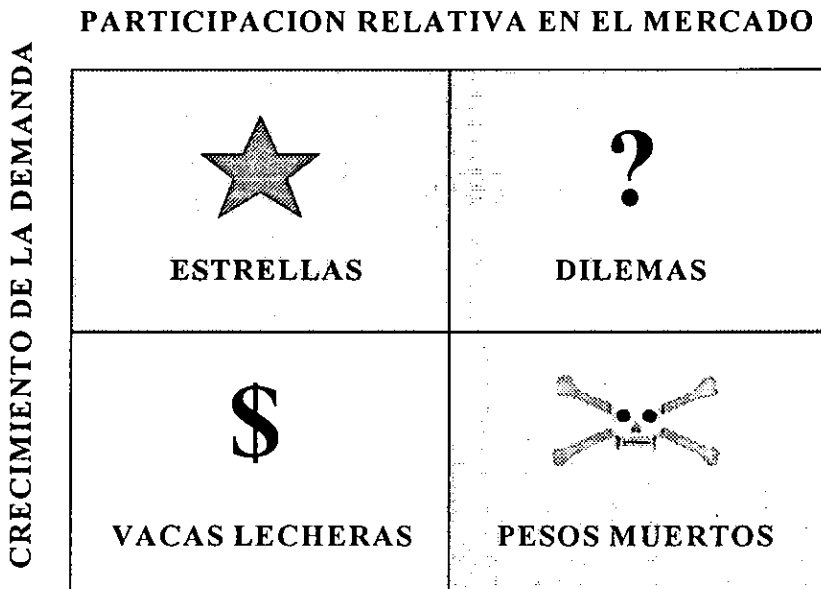 PARTICIPACION RELATIVA EN EL MERCADO
CRECIMIENTO DE LA DEMANDA
?
ESTRELLAS
DILEMAS
$
VACAS LECHERAS
PESOS MUERTOS